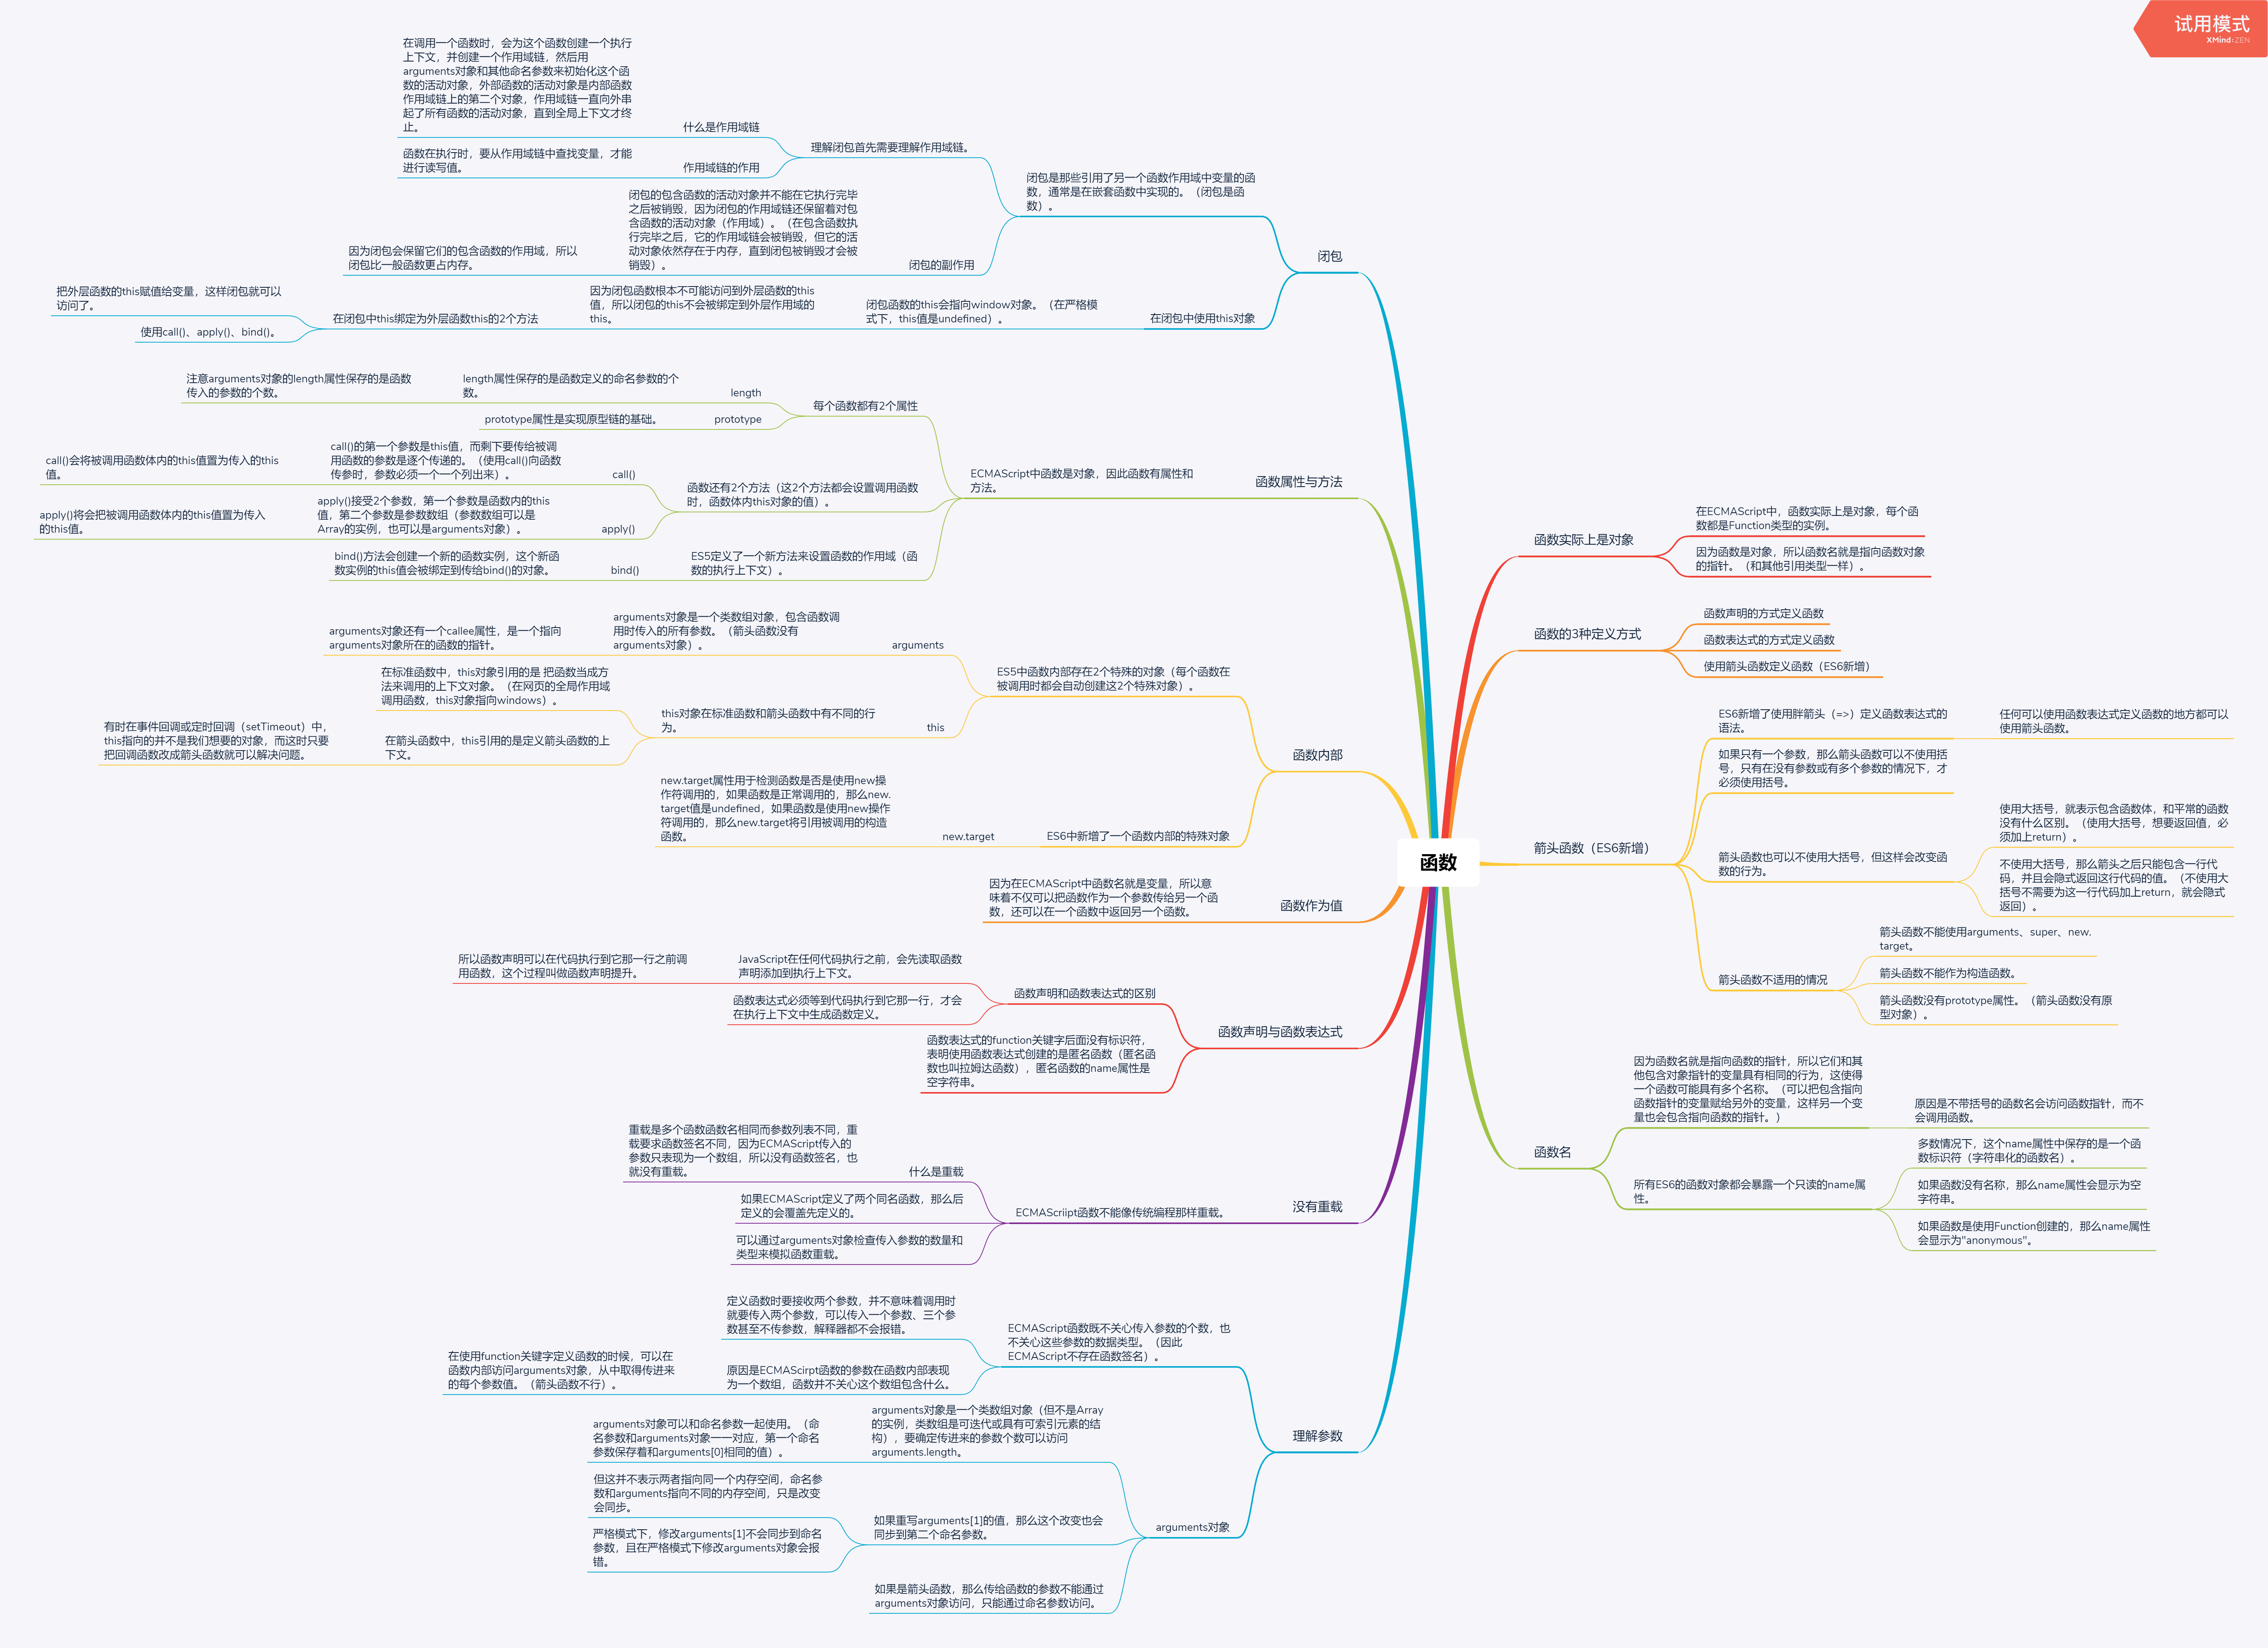 试用模式
XMind:ZEN
函数
函数实际上是对象
在ECMAScript中，函数实际上是对象，每个函
数都是Function类型的实例。
因为函数是对象，所以函数名就是指向函数对象
的指针。（和其他引用类型一样）。
函数的3种定义方式
函数声明的方式定义函数
函数表达式的方式定义函数
使用箭头函数定义函数（ES6新增）
箭头函数（ES6新增）
ES6新增了使用胖箭头（=>）定义函数表达式的
语法。
任何可以使用函数表达式定义函数的地方都可以
使用箭头函数。
如果只有一个参数，那么箭头函数可以不使用括
号，只有在没有参数或有多个参数的情况下，才
必须使用括号。
箭头函数也可以不使用大括号，但这样会改变函
数的行为。
使用大括号，就表示包含函数体，和平常的函数
没有什么区别。（使用大括号，想要返回值，必
须加上return）。
不使用大括号，那么箭头之后只能包含一行代
码，并且会隐式返回这行代码的值。（不使用大
括号不需要为这一行代码加上return，就会隐式
返回）。
箭头函数不适用的情况
箭头函数不能使用arguments、super、new.
target。
箭头函数不能作为构造函数。
箭头函数没有prototype属性。（箭头函数没有原
型对象）。
函数名
因为函数名就是指向函数的指针，所以它们和其
他包含对象指针的变量具有相同的行为，这使得
一个函数可能具有多个名称。（可以把包含指向
函数指针的变量赋给另外的变量，这样另一个变
量也会包含指向函数的指针。）
原因是不带括号的函数名会访问函数指针，而不
会调用函数。
所有ES6的函数对象都会暴露一个只读的name属
性。
多数情况下，这个name属性中保存的是一个函
数标识符（字符串化的函数名）。
如果函数没有名称，那么name属性会显示为空
字符串。
如果函数是使用Function创建的，那么name属性
会显示为"anonymous"。
闭包
闭包是那些引用了另一个函数作用域中变量的函
数，通常是在嵌套函数中实现的。（闭包是函
数）。
理解闭包首先需要理解作用域链。
什么是作用域链
在调用一个函数时，会为这个函数创建一个执行
上下文，并创建一个作用域链，然后用
arguments对象和其他命名参数来初始化这个函
数的活动对象，外部函数的活动对象是内部函数
作用域链上的第二个对象，作用域链一直向外串
起了所有函数的活动对象，直到全局上下文才终
止。
作用域链的作用
函数在执行时，要从作用域链中查找变量，才能
进行读写值。
闭包的副作用
闭包的包含函数的活动对象并不能在它执行完毕
之后被销毁，因为闭包的作用域链还保留着对包
含函数的活动对象（作用域）。（在包含函数执
行完毕之后，它的作用域链会被销毁，但它的活
动对象依然存在于内存，直到闭包被销毁才会被
销毁）。
因为闭包会保留它们的包含函数的作用域，所以
闭包比一般函数更占内存。
在闭包中使用this对象
闭包函数的this会指向window对象。（在严格模
式下，this值是undefined）。
因为闭包函数根本不可能访问到外层函数的this
值，所以闭包的this不会被绑定到外层作用域的
this。
在闭包中this绑定为外层函数this的2个方法
把外层函数的this赋值给变量，这样闭包就可以
访问了。
使用call()、apply()、bind()。
函数属性与方法
ECMAScript中函数是对象，因此函数有属性和
方法。
每个函数都有2个属性
length
length属性保存的是函数定义的命名参数的个
数。
注意arguments对象的length属性保存的是函数
传入的参数的个数。
prototype
prototype属性是实现原型链的基础。
函数还有2个方法（这2个方法都会设置调用函数
时，函数体内this对象的值）。
call()
call()的第一个参数是this值，而剩下要传给被调
用函数的参数是逐个传递的。（使用call()向函数
传参时，参数必须一个一个列出来）。
call()会将被调用函数体内的this值置为传入的this
值。
apply()
apply()接受2个参数，第一个参数是函数内的this
值，第二个参数是参数数组（参数数组可以是
Array的实例，也可以是arguments对象）。
apply()将会把被调用函数体内的this值置为传入
的this值。
ES5定义了一个新方法来设置函数的作用域（函
数的执行上下文）。
bind()
bind()方法会创建一个新的函数实例，这个新函
数实例的this值会被绑定到传给bind()的对象。
函数内部
ES5中函数内部存在2个特殊的对象（每个函数在
被调用时都会自动创建这2个特殊对象）。
arguments
arguments对象是一个类数组对象，包含函数调
用时传入的所有参数。（箭头函数没有
arguments对象）。
arguments对象还有一个callee属性，是一个指向
arguments对象所在的函数的指针。
this
this对象在标准函数和箭头函数中有不同的行
为。
在标准函数中，this对象引用的是 把函数当成方
法来调用的上下文对象。（在网页的全局作用域
调用函数，this对象指向windows）。
在箭头函数中，this引用的是定义箭头函数的上
下文。
有时在事件回调或定时回调（setTimeout）中，
this指向的并不是我们想要的对象，而这时只要
把回调函数改成箭头函数就可以解决问题。
ES6中新增了一个函数内部的特殊对象
new.target
new.target属性用于检测函数是否是使用new操
作符调用的，如果函数是正常调用的，那么new.
target值是undefined，如果函数是使用new操作
符调用的，那么new.target将引用被调用的构造
函数。
函数作为值
因为在ECMAScript中函数名就是变量，所以意
味着不仅可以把函数作为一个参数传给另一个函
数，还可以在一个函数中返回另一个函数。
函数声明与函数表达式
函数声明和函数表达式的区别
JavaScript在任何代码执行之前，会先读取函数
声明添加到执行上下文。
所以函数声明可以在代码执行到它那一行之前调
用函数，这个过程叫做函数声明提升。
函数表达式必须等到代码执行到它那一行，才会
在执行上下文中生成函数定义。
函数表达式的function关键字后面没有标识符，
表明使用函数表达式创建的是匿名函数（匿名函
数也叫拉姆达函数），匿名函数的name属性是
空字符串。
没有重载
ECMAScriipt函数不能像传统编程那样重载。
什么是重载
重载是多个函数函数名相同而参数列表不同，重
载要求函数签名不同，因为ECMAScript传入的
参数只表现为一个数组，所以没有函数签名，也
就没有重载。
如果ECMAScript定义了两个同名函数，那么后
定义的会覆盖先定义的。
可以通过arguments对象检查传入参数的数量和
类型来模拟函数重载。
理解参数
ECMAScript函数既不关心传入参数的个数，也
不关心这些参数的数据类型。（因此
ECMAScript不存在函数签名）。
定义函数时要接收两个参数，并不意味着调用时
就要传入两个参数，可以传入一个参数、三个参
数甚至不传参数，解释器都不会报错。
原因是ECMAScirpt函数的参数在函数内部表现
为一个数组，函数并不关心这个数组包含什么。
在使用function关键字定义函数的时候，可以在
函数内部访问arguments对象，从中取得传进来
的每个参数值。（箭头函数不行）。
arguments对象
arguments对象是一个类数组对象（但不是Array
的实例，类数组是可迭代或具有可索引元素的结
构），要确定传进来的参数个数可以访问
arguments.length。
arguments对象可以和命名参数一起使用。（命
名参数和arguments对象一一对应，第一个命名
参数保存着和arguments[0]相同的值）。
如果重写arguments[1]的值，那么这个改变也会
同步到第二个命名参数。
但这并不表示两者指向同一个内存空间，命名参
数和arguments指向不同的内存空间，只是改变
会同步。
严格模式下，修改arguments[1]不会同步到命名
参数，且在严格模式下修改arguments对象会报
错。
如果是箭头函数，那么传给函数的参数不能通过
arguments对象访问，只能通过命名参数访问。